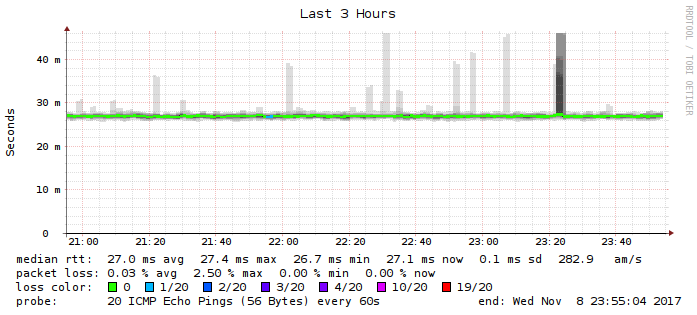 Last 3 Hours
RRDTOOL / TOBI OETIKER
Seconds
40 m
30 m
20 m
10 m
0
21:00 21:20 21:40 22:00 22:20 22:40 23:00 23:20 23:40
median rtt: 27.0 ms avg 27.4 ms max 26.7 ms min 27.1 ms now 0.1 ms sd 282.9 am/s
packet loss: 0.03 % avg 2.50 % max 0.00 % min 0.00 % now
loss color: 0 1/20 2/20 3/20 4/20 10/20 19/20
probe: 20 ICMP Echo Pings (56 Bytes) every 60s end: Wed Nov 8 23:55:04 2017